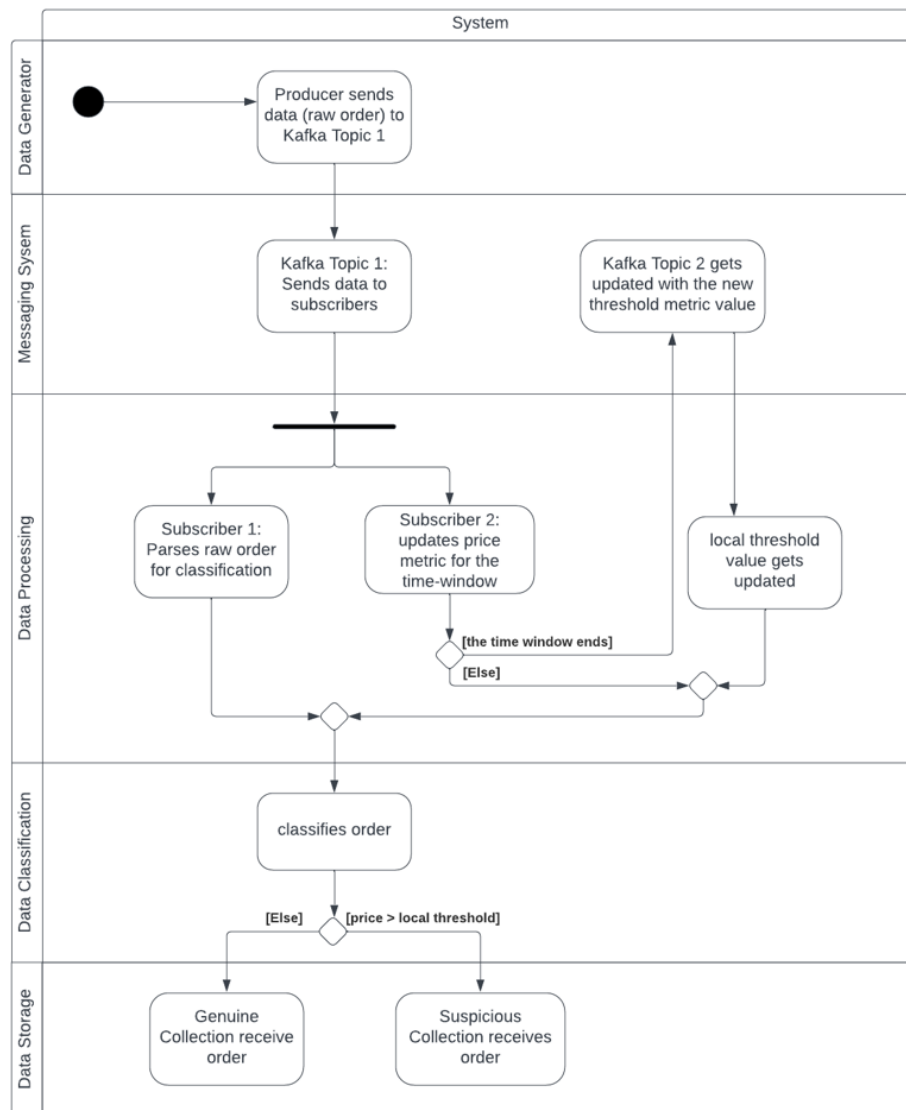 System
Data Generator
Producer sends
data (raw order) to
Kafka Topic 1
Messaging Sysem
Kafka Topic 1:
Sends data to
subscribers
Kafka Topic 2 gets
updated with the new
threshold metric value
Data Processing
Subscriber 1:
Parses raw order
for classification
Subscriber 2:
updates price
metric for the
time-window
local threshold
value gets
updated
[the time window ends]
[Else]
Data Classification
classifies order
[Else]
[price > local threshold]
Data Storage
Genuine
Collection receive
order
Suspicious
Collection receives
order